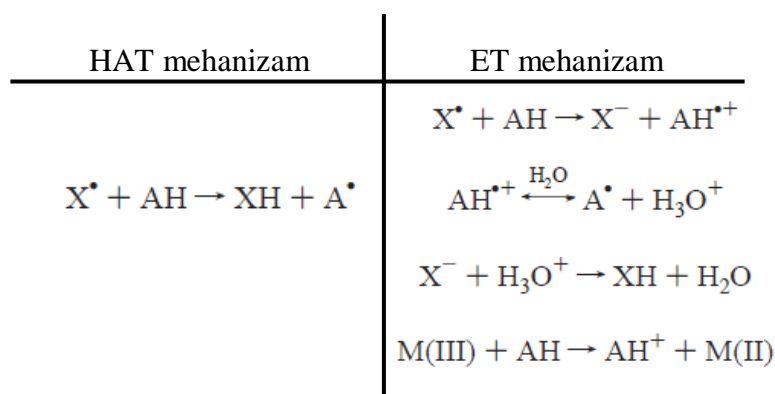 HAT mehanizam
X• + AH → XH + A•
ET mehanizam
X• + AH → X⁻ + AH•⁺
H₂O
AH•⁺ ⟷ A• + H₃O⁺
X⁻ + H₃O⁺ → XH + H₂O
M(III) + AH → AH⁺ + M(II)